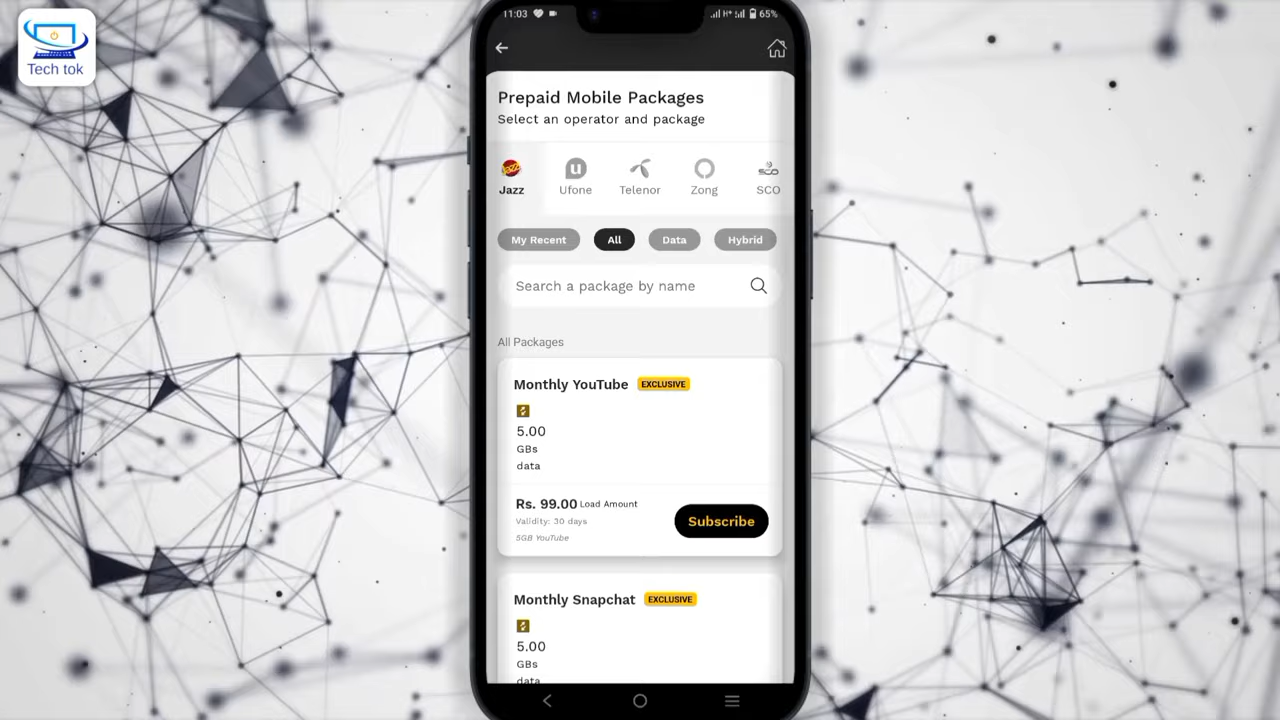 Tech tok
11:03
65%
Prepaid Mobile Packages
Select an operator and package
Jazz Ufone Telenor Zong SCO
My Recent All Data Hybrid
Search a package by name
All Packages
Monthly YouTube EXCLUSIVE
5.00
GBs
data
Rs. 99.00 Load Amount
Validity: 30 days
5GB YouTube
Subscribe
Monthly Snapchat EXCLUSIVE
5.00
GBs
data